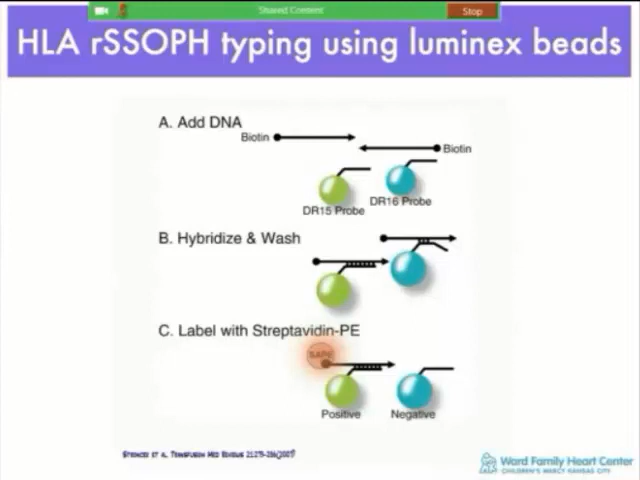 Shared Content
Stop
HLA rSSOPH typing using luminex beads
A. Add DNA
Biotin
Biotin
DR15 Probe
DR16 Probe
B. Hybridize & Wash
C. Label with Streptavidin-PE
SAPE
Positive
Negative
Ward Family Heart Center
CHILDREN'S MERCY KANSAS CITY